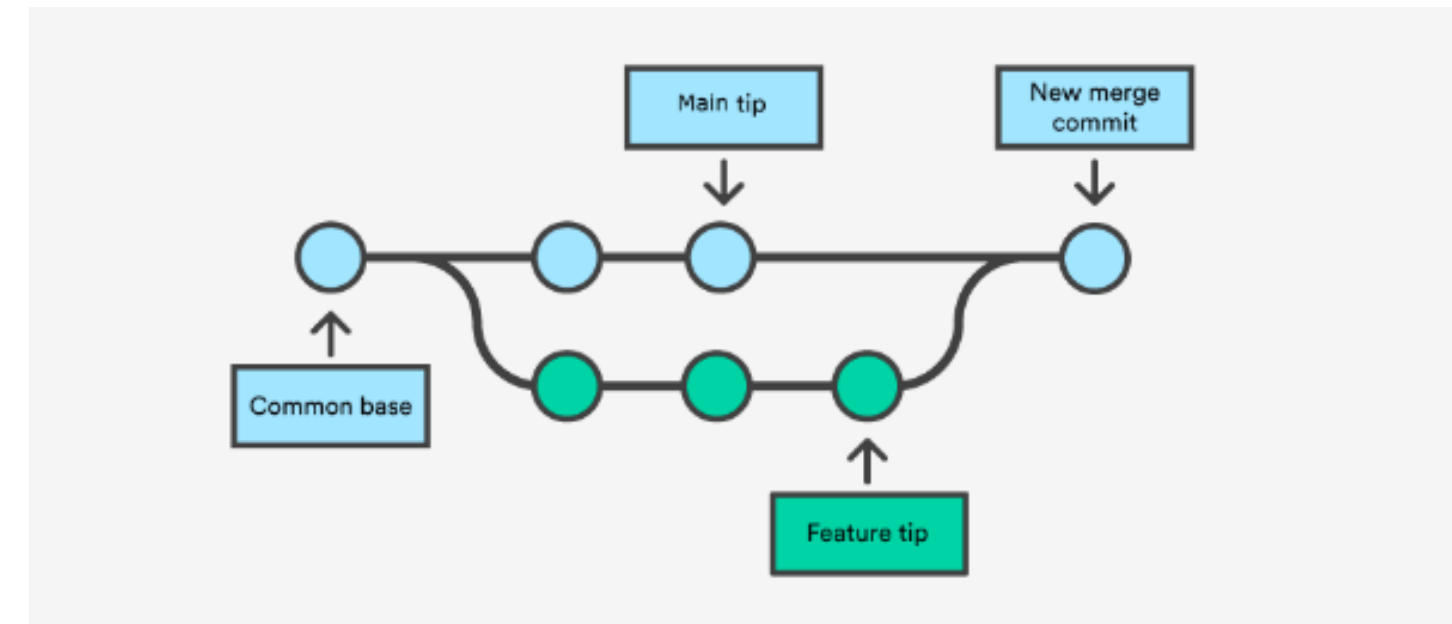 Main tip
New merge
commit
Common base
Feature tip